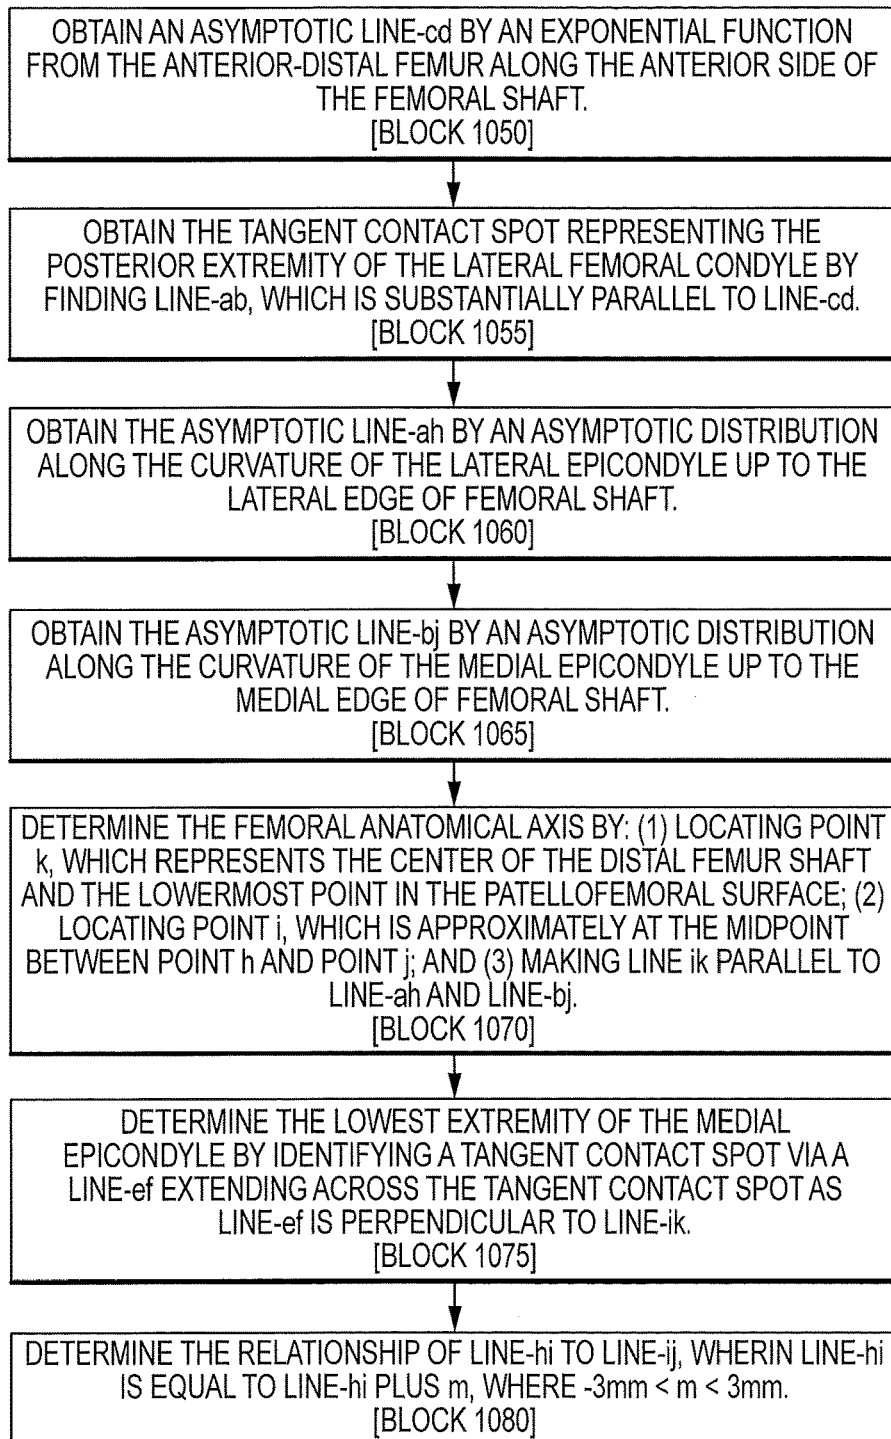 OBTAIN AN ASYMPTOTIC LINE-cd BY AN EXPONENTIAL FUNCTION
FROM THE ANTERIOR-DISTAL FEMUR ALONG THE ANTERIOR SIDE OF
THE FEMORAL SHAFT.
[BLOCK 1050]
OBTAIN THE TANGENT CONTACT SPOT REPRESENTING THE
POSTERIOR EXTREMITY OF THE LATERAL FEMORAL CONDYLE BY
FINDING LINE-ab, WHICH IS SUBSTANTIALLY PARALLEL TO LINE-cd.
[BLOCK 1055]
OBTAIN THE ASYMPTOTIC LINE-ah BY AN ASYMPTOTIC DISTRIBUTION
ALONG THE CURVATURE OF THE LATERAL EPICONDYLE UP TO THE
LATERAL EDGE OF FEMORAL SHAFT.
[BLOCK 1060]
OBTAIN THE ASYMPTOTIC LINE-bj BY AN ASYMPTOTIC DISTRIBUTION
ALONG THE CURVATURE OF THE MEDIAL EPICONDYLE UP TO THE
MEDIAL EDGE OF FEMORAL SHAFT.
[BLOCK 1065]
DETERMINE THE FEMORAL ANATOMICAL AXIS BY: (1) LOCATING POINT
k, WHICH REPRESENTS THE CENTER OF THE DISTAL FEMUR SHAFT
AND THE LOWERMOST POINT IN THE PATELLOFEMORAL SURFACE; (2)
LOCATING POINT i, WHICH IS APPROXIMATELY AT THE MIDPOINT
BETWEEN POINT h AND POINT j; AND (3) MAKING LINE ik PARALLEL TO
LINE-ah AND LINE-bj.
[BLOCK 1070]
DETERMINE THE LOWEST EXTREMITY OF THE MEDIAL
EPICONDYLE BY IDENTIFYING A TANGENT CONTACT SPOT VIA A
LINE-ef EXTENDING ACROSS THE TANGENT CONTACT SPOT AS
LINE-ef IS PERPENDICULAR TO LINE-ik.
[BLOCK 1075]
DETERMINE THE RELATIONSHIP OF LINE-hi TO LINE-ij, WHERIN LINE-hi
IS EQUAL TO LINE-hi PLUS m, WHERE -3mm < m < 3mm.
[BLOCK 1080]